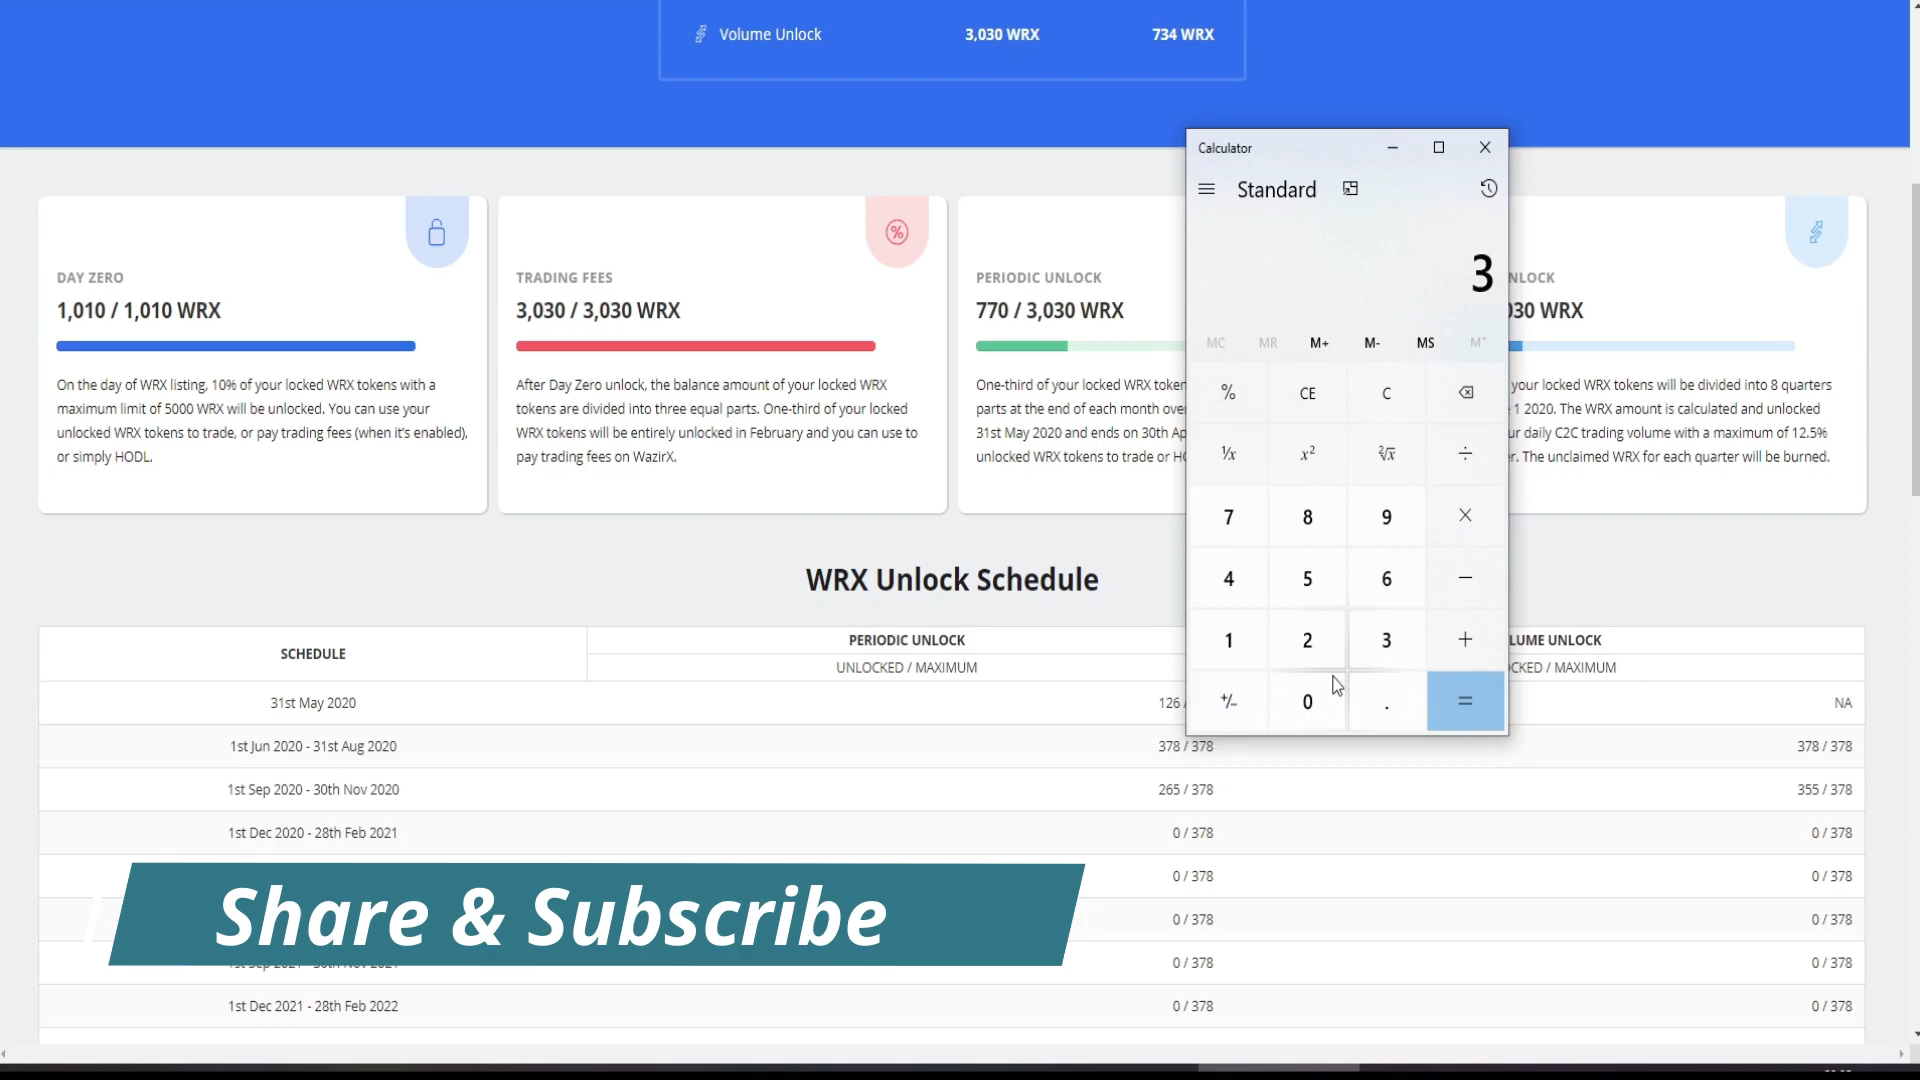 Volume Unlock 3,030 WRX 734 WRX
Calculator
Standard
3
MC MR M+ M- MS M˅
% CE C
⅟x x² ²√x ÷
7 8 9 ×
4 5 6 −
1 2 3 +
+/− 0 . =
DAY ZERO
1,010 / 1,010 WRX
On the day of WRX listing, 10% of your locked WRX tokens with a
maximum limit of 5000 WRX will be unlocked. You can use your
unlocked WRX tokens to trade, or pay trading fees (when it's enabled),
or simply HODL.
%
TRADING FEES
3,030 / 3,030 WRX
After Day Zero unlock, the balance amount of your locked WRX
tokens are divided into three equal parts. One-third of your locked
WRX tokens will be entirely unlocked in February and you can use to
pay trading fees on WazirX.
PERIODIC UNLOCK
770 / 3,030 WRX
One-third of your locked WRX token
parts at the end of each month over
31st May 2020 and ends on 30th Ap
unlocked WRX tokens to trade or HO
NLOCK
030 WRX
your locked WRX tokens will be divided into 8 quarters
1 2020. The WRX amount is calculated and unlocked
ur daily C2C trading volume with a maximum of 12.5%
r. The unclaimed WRX for each quarter will be burned.
WRX Unlock Schedule
SCHEDULE PERIODIC UNLOCK LUME UNLOCK
UNLOCKED / MAXIMUM CKED / MAXIMUM
31st May 2020 126 / NA
1st Jun 2020 - 31st Aug 2020 378 / 378 378 / 378
1st Sep 2020 - 30th Nov 2020 265 / 378 355 / 378
1st Dec 2020 - 28th Feb 2021 0 / 378 0 / 378
0 / 378 0 / 378
Share & Subscribe
0 / 378 0 / 378
0 / 378 0 / 378
1st Dec 2021 - 28th Feb 2022 0 / 378 0 / 378